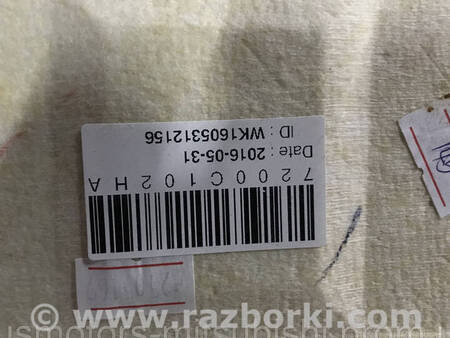 7200C102HA
Date : 2016-05-31
ID : WK1605312156
© - www.razborki.com